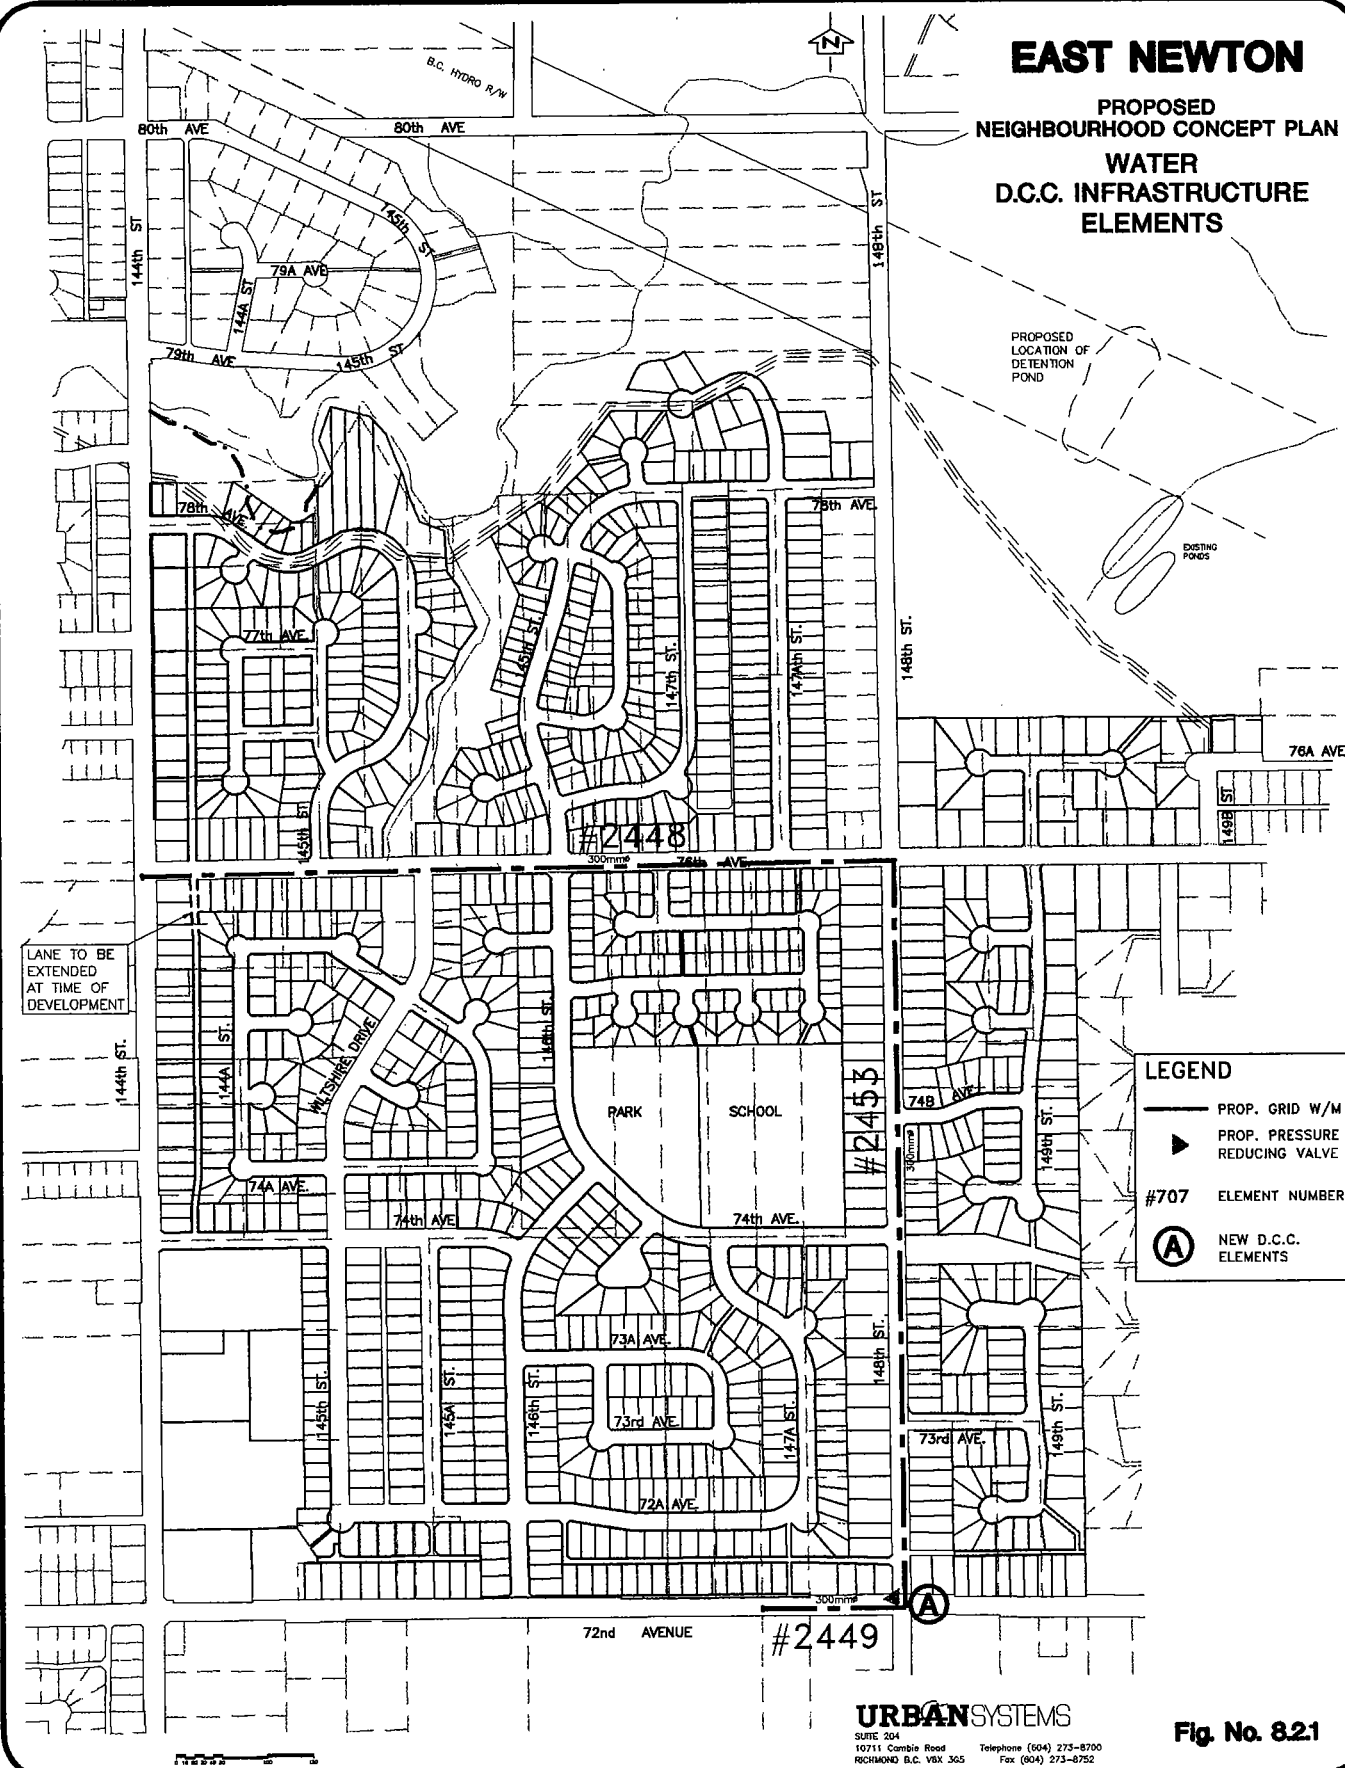 EAST NEWTON
PROPOSED
NEIGHBOURHOOD CONCEPT PLAN
WATER
D.C.C. INFRASTRUCTURE
ELEMENTS
N
B.C. HYDRO R/W
80th AVE
80th AVE
145th ST
144th ST
148th ST
79A AVE
144A ST
79th AVE
145th ST
PROPOSED
LOCATION OF
DETENTION
POND
78th AVE.
78th AVE.
EXISTING
PONDS
77th AVE.
145th ST.
147th ST.
147Ath ST.
148th ST.
76A AVE
149B ST
145th ST
#2448
300mmø
76th AVE.
LANE TO BE
EXTENDED
AT TIME OF
DEVELOPMENT
144th ST.
144A ST.
WILTSHIRE DRIVE
146th ST.
PARK
SCHOOL
#2453
300mmø
74B AVE.
149th ST.
LEGEND
PROP. GRID W/M
PROP. PRESSURE
REDUCING VALVE
#707 ELEMENT NUMBER
A NEW D.C.C.
ELEMENTS
74A AVE.
74th AVE
74th AVE.
73A AVE.
148th ST.
145th ST.
145A ST.
146th ST.
73rd AVE.
147A ST.
73rd AVE.
149th ST.
72A AVE.
300mmø
A
72nd AVENUE
#2449
URBANSYSTEMS
SUITE 204
10711 Cambie Road Telephone (604) 273-8700
RICHMOND B.C. V6X 3G5 Fax (604) 273-8752
Fig. No. 8.2.1